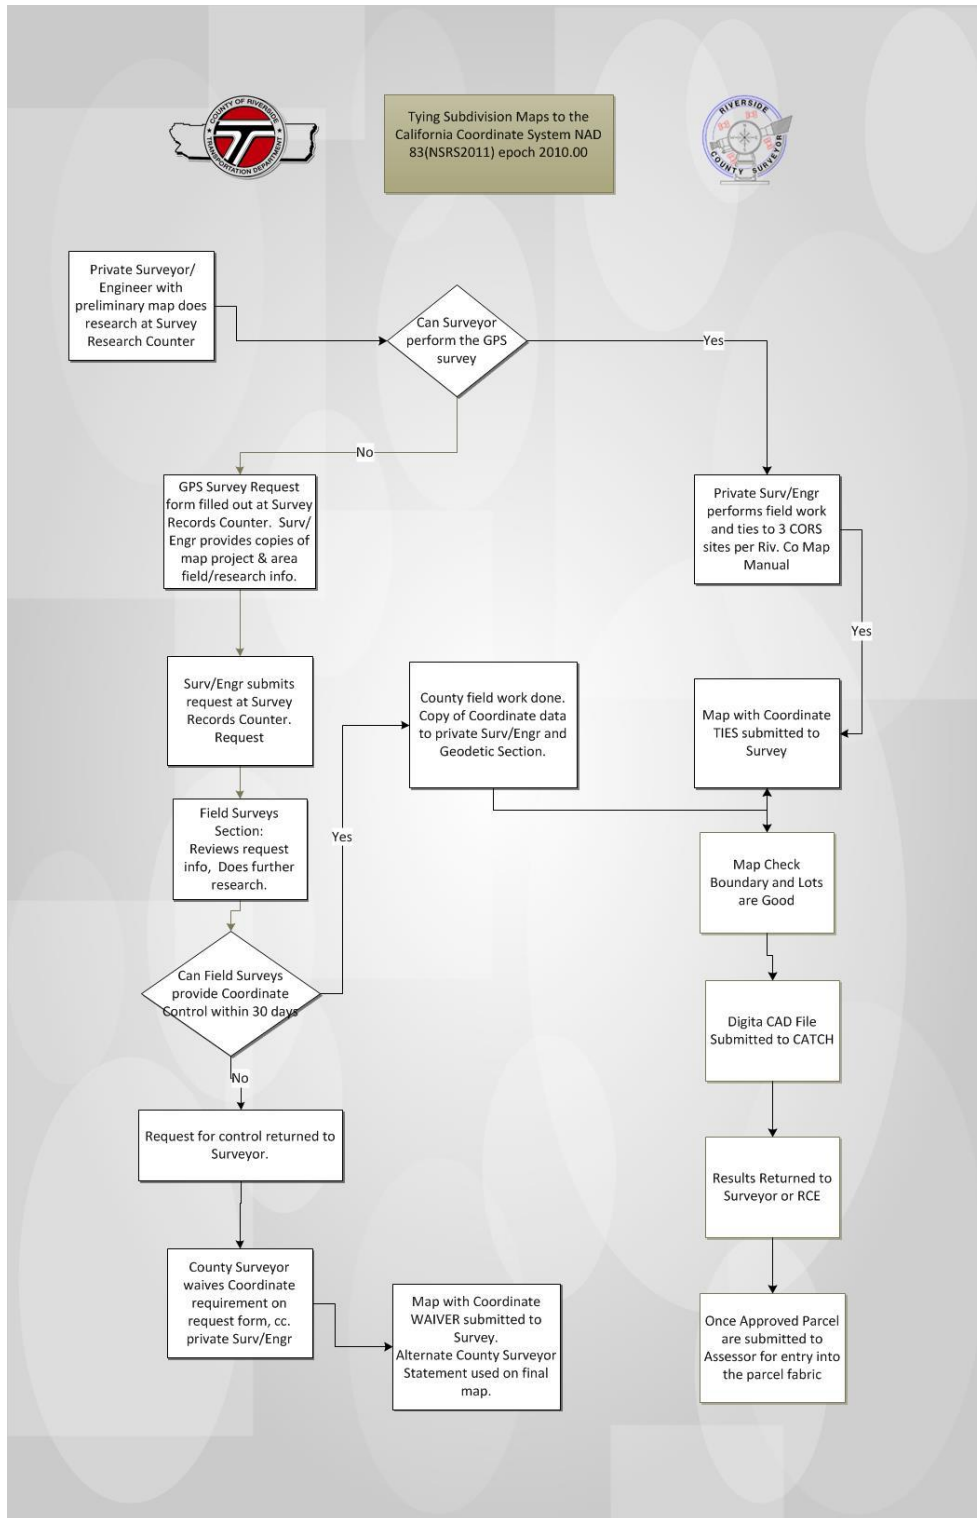 COUNTY OF RIVERSIDE
TRANSPORTATION DEPARTMENT
Tying Subdivision Maps to the
California Coordinate System NAD
83(NSRS2011) epoch 2010.00
RIVERSIDE
COUNTY SURVEYOR
Private Surveyor/
Engineer with
preliminary map does
research at Survey
Research Counter
Can Surveyor
perform the GPS
survey
Yes
No
GPS Survey Request
form filled out at Survey
Records Counter. Surv/
Engr provides copies of
map project & area
field/research info.
Private Surv/Engr
performs field work
and ties to 3 CORS
sites per Riv. Co Map
Manual
Yes
Surv/Engr submits
request at Survey
Records Counter.
Request
County field work done.
Copy of Coordinate data
to private Surv/Engr and
Geodetic Section.
Map with Coordinate
TIES submitted to
Survey
Field Surveys
Section:
Reviews request
info, Does further
research.
Yes
Map Check
Boundary and Lots
are Good
Can Field Surveys
provide Coordinate
Control within 30 days
Digita CAD File
Submitted to CATCH
No
Request for control returned to
Surveyor.
Results Returned to
Surveyor or RCE
County Surveyor
waives Coordinate
requirement on
request form, cc.
private Surv/Engr
Map with Coordinate
WAIVER submitted to
Survey.
Alternate County Surveyor
Statement used on final
map.
Once Approved Parcel
are submitted to
Assessor for entry into
the parcel fabric